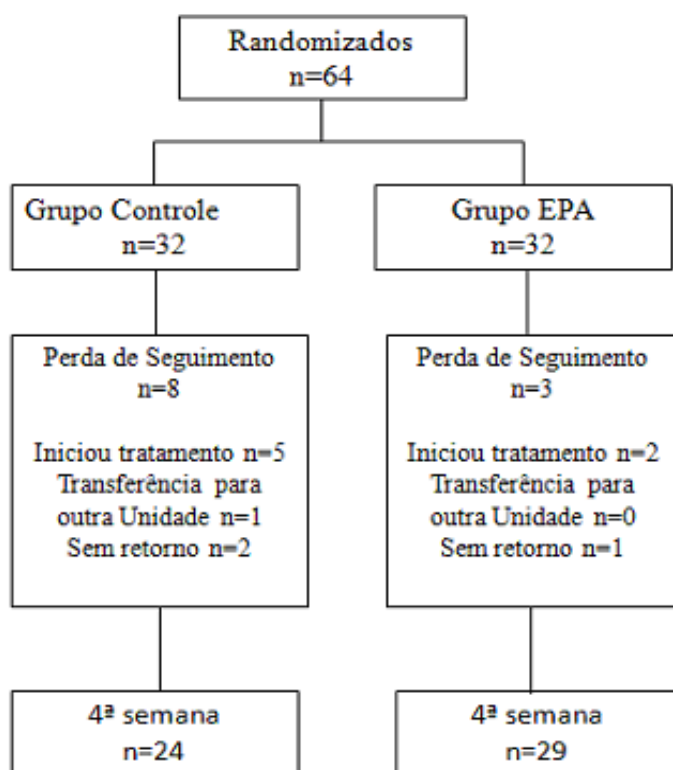 Randomizados
n=64
Grupo Controle
n=32
Grupo EPA
n=32
Perda de Seguimento
n=8
Iniciou tratamento n=5
Transferência para
outra Unidade n=1
Sem retorno n=2
Perda de Seguimento
n=3
Iniciou tratamento n=2
Transferência para
outra Unidade n=0
Sem retorno n=1
4ª semana
n=24
4ª semana
n=29